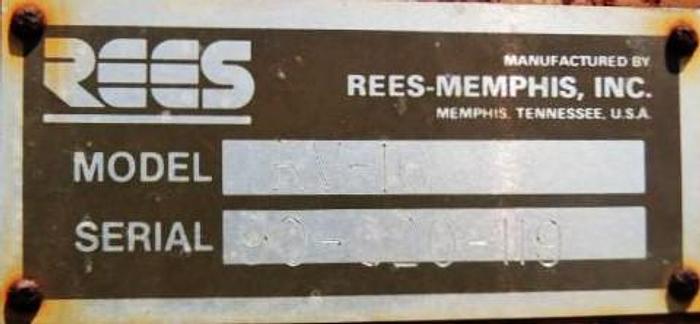 REES
MANUFACTURED BY
REES-MEMPHIS, INC.
MEMPHIS, TENNESSEE, U.S.A.
MODEL
SERIAL